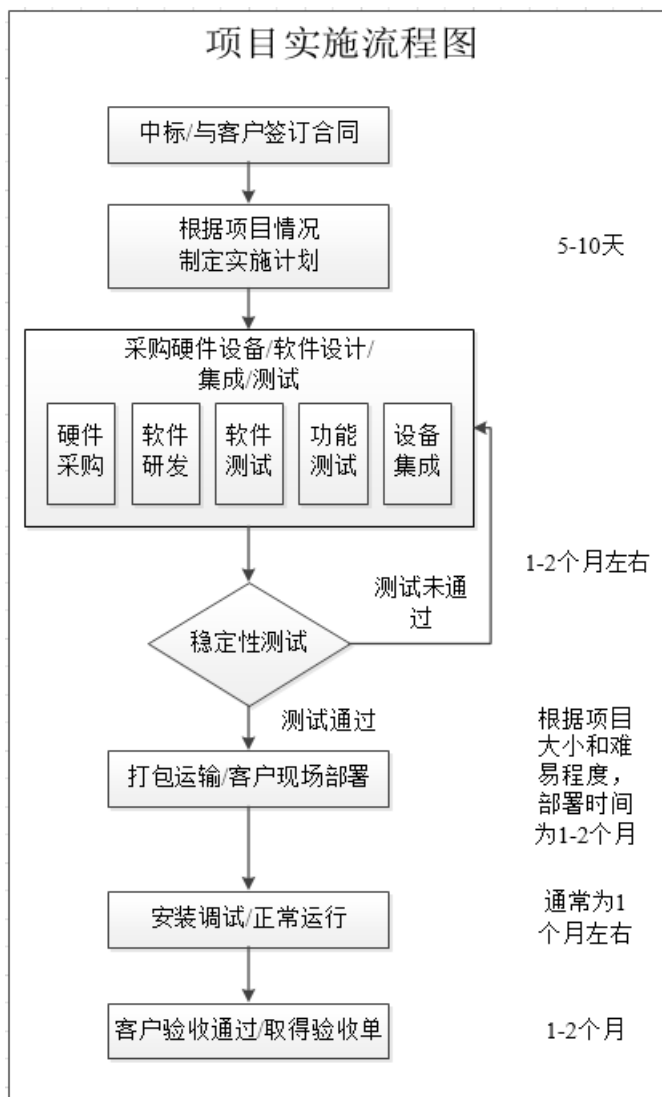 项目实施流程图
中标/与客户签订合同
根据项目情况
制定实施计划
5-10天
采购硬件设备/软件设计/
集成/测试
硬件
采购
软件
研发
软件
测试
功能
测试
设备
集成
1-2个月左右
测试未通
过
稳定性测试
测试通过
根据项目
大小和难
易程度，
部署时间
为1-2个月
打包运输/客户现场部署
安装调试/正常运行
通常为1
个月左右
客户验收通过/取得验收单
1-2个月